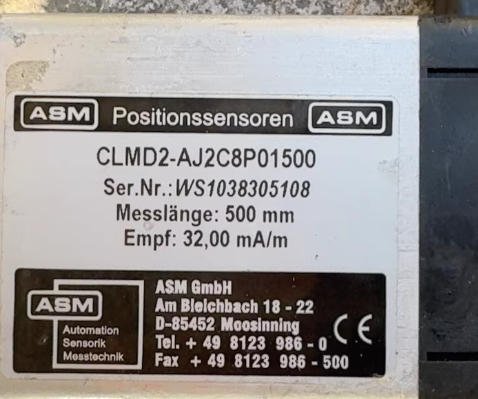 ASM Positionssensoren ASM
CLMD2-AJ2C8P01500
Ser.Nr.:WS1038305108
Messlänge: 500 mm
Empf: 32,00 mA/m
ASM
Automation
Sensorik
Messtechnik
ASM GmbH
Am Bleichbach 18 - 22
D-85452 Moosinning
Tel. + 49 8123 986 - 0
Fax + 49 8123 986 - 500
CE